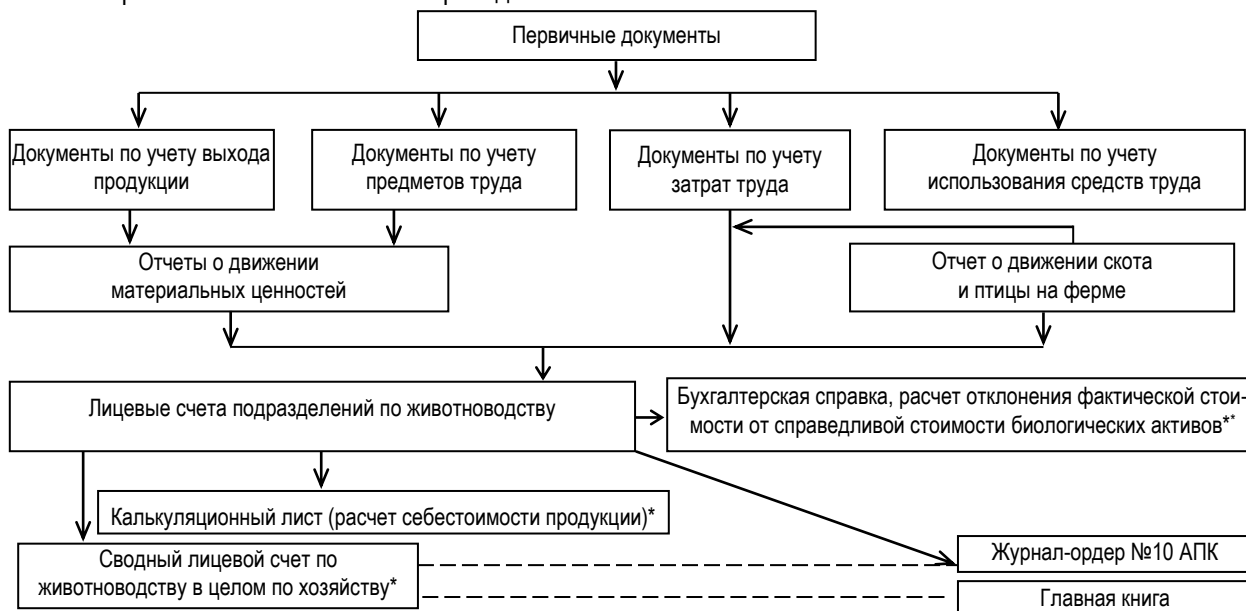 Первичные документы
Документы по учету выхода
продукции
Документы по учету
предметов труда
Документы по учету
затрат труда
Документы по учету
использования средств труда
Отчеты о движении
материальных ценностей
Отчет о движении скота
и птицы на ферме
Лицевые счета подразделений по животноводству
Бухгалтерская справка, расчет отклонения фактической стои-
мости от справедливой стоимости биологических активов**
Калькуляционный лист (расчет себестоимости продукции)*
Сводный лицевой счет по
животноводству в целом по хозяйству*
Журнал-ордер №10 АПК
Главная книга